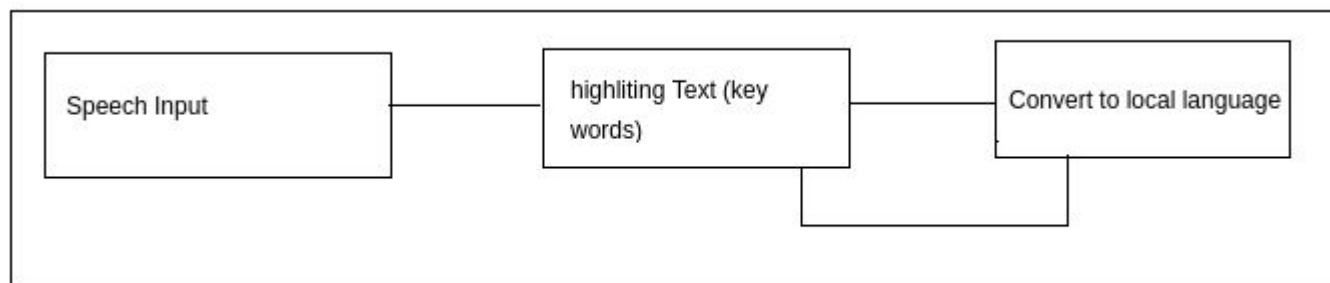 Speech Input
highliting Text (key
words)
Convert to local language